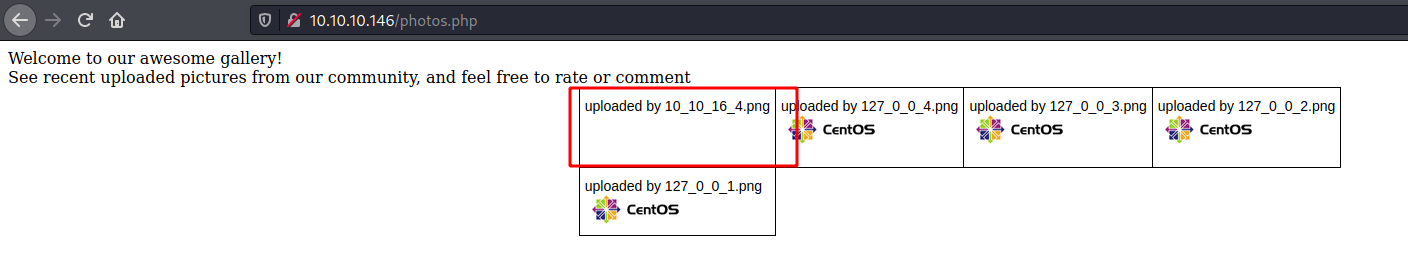 10.10.10.146/photos.php
Welcome to our awesome gallery!
See recent uploaded pictures from our community, and feel free to rate or comment
uploaded by 10_10_16_4.png
uploaded by 127_0_0_4.png
CentOS
uploaded by 127_0_0_3.png
CentOS
uploaded by 127_0_0_2.png
CentOS
uploaded by 127_0_0_1.png
CentOS